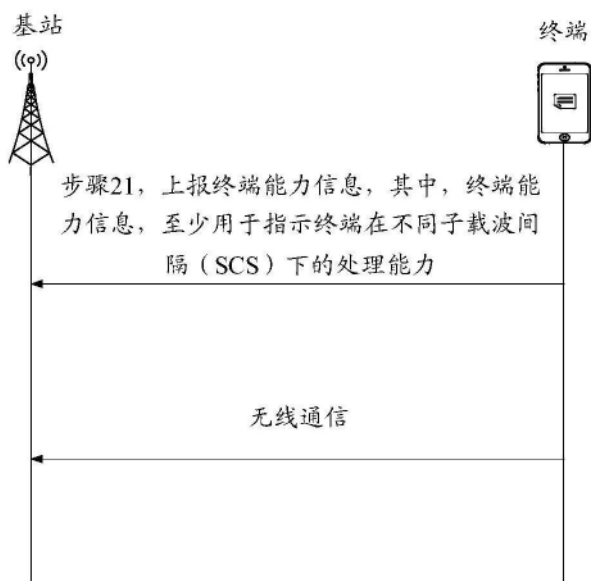 基站
终端
步骤21，上报终端能力信息，其中，终端能
力信息，至少用于指示终端在不同子载波间
隔（SCS）下的处理能力
无线通信